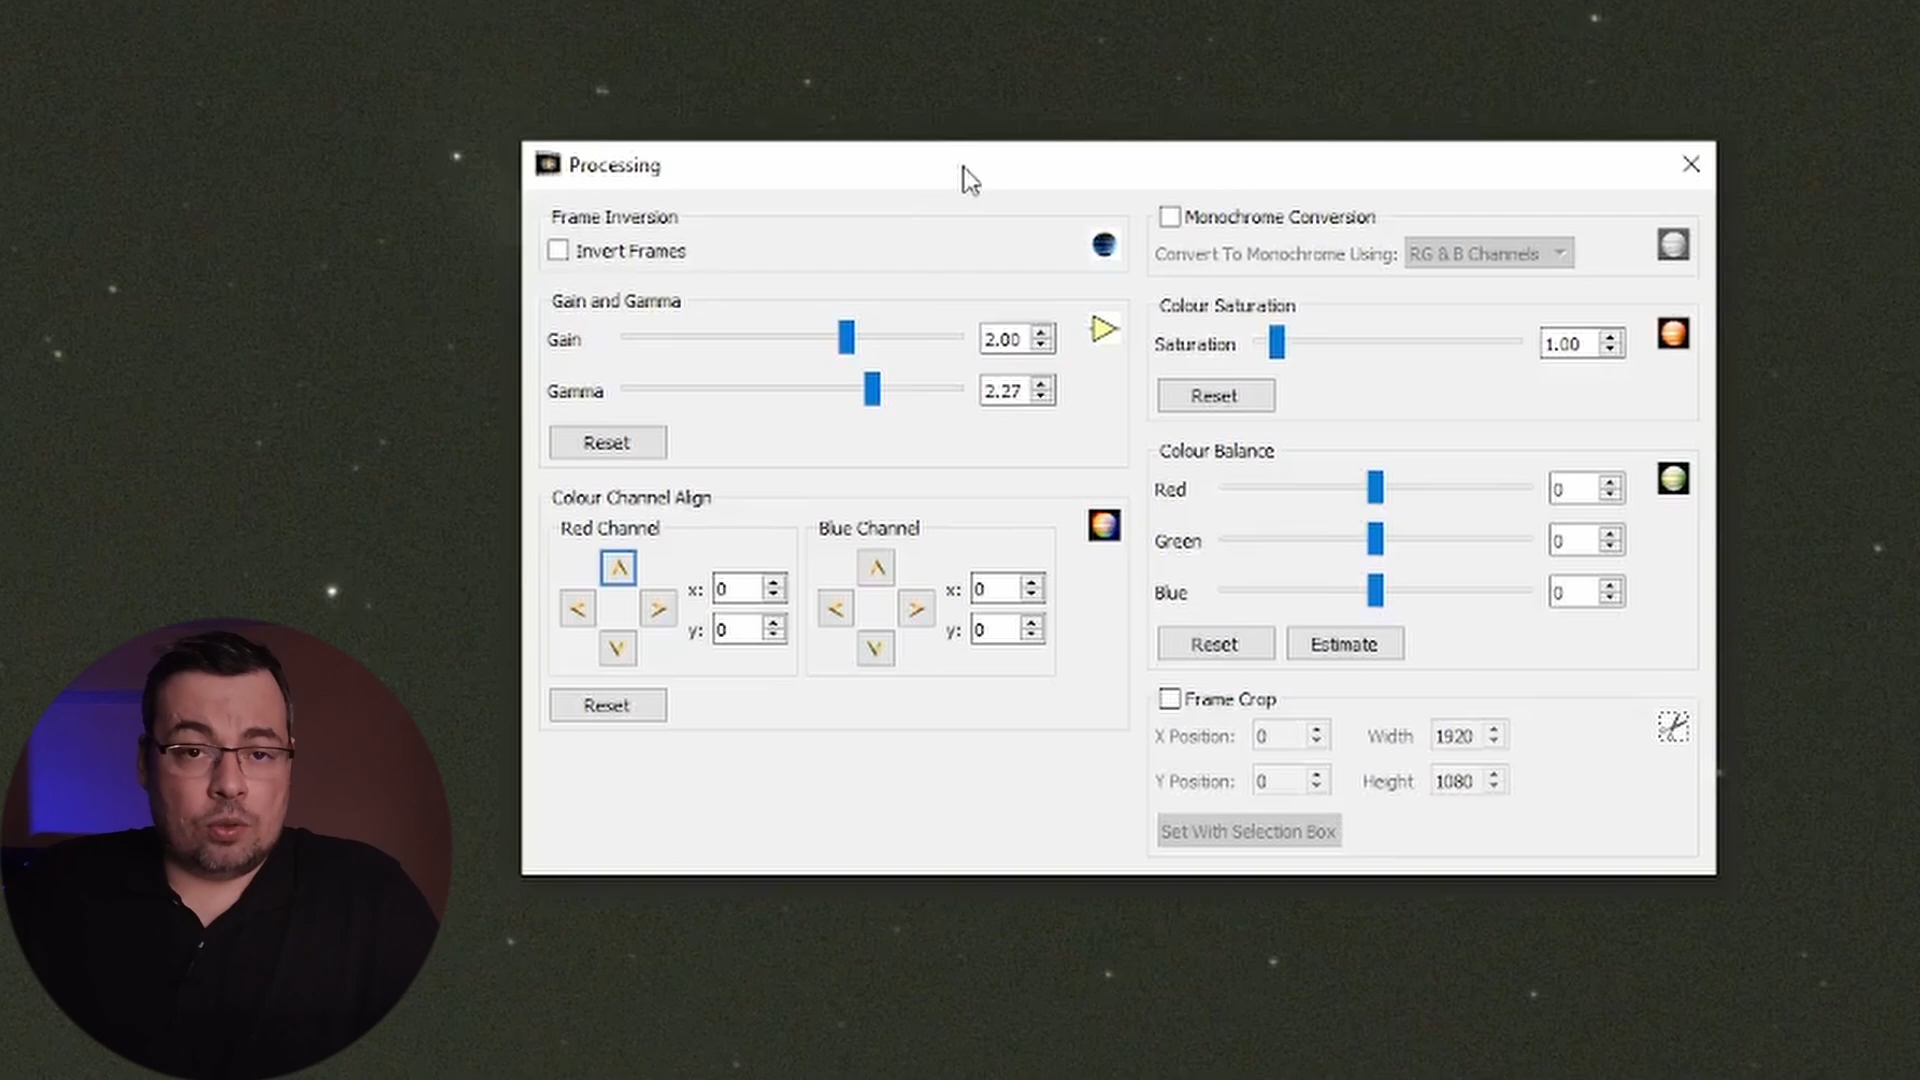 Processing
Frame Inversion
Invert Frames
Gain and Gamma
Gain 2.00
Gamma 2.27
Reset
Colour Channel Align
Red Channel
x: 0
y: 0
Blue Channel
x: 0
y: 0
Reset
Monochrome Conversion
Convert To Monochrome Using: RG & B Channels
Colour Saturation
Saturation 1.00
Reset
Colour Balance
Red 0
Green 0
Blue 0
Reset Estimate
Frame Crop
X Position: 0 Width 1920
Y Position: 0 Height 1080
Set With Selection Box